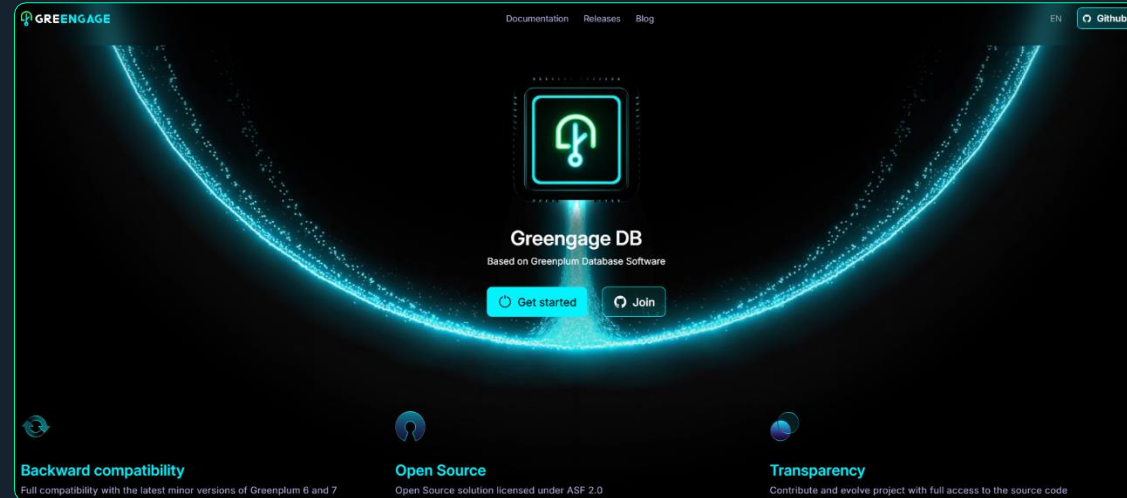 GREENGAGE
Documentation Releases Blog
EN
Github
Greengage DB
Based on Greenplum Database Software
Get started
Join
Backward compatibility
Full compatibility with the latest minor versions of Greenplum 6 and 7
Open Source
Open Source solution licensed under ASF 2.0
Transparency
Contribute and evolve project with full access to the source code